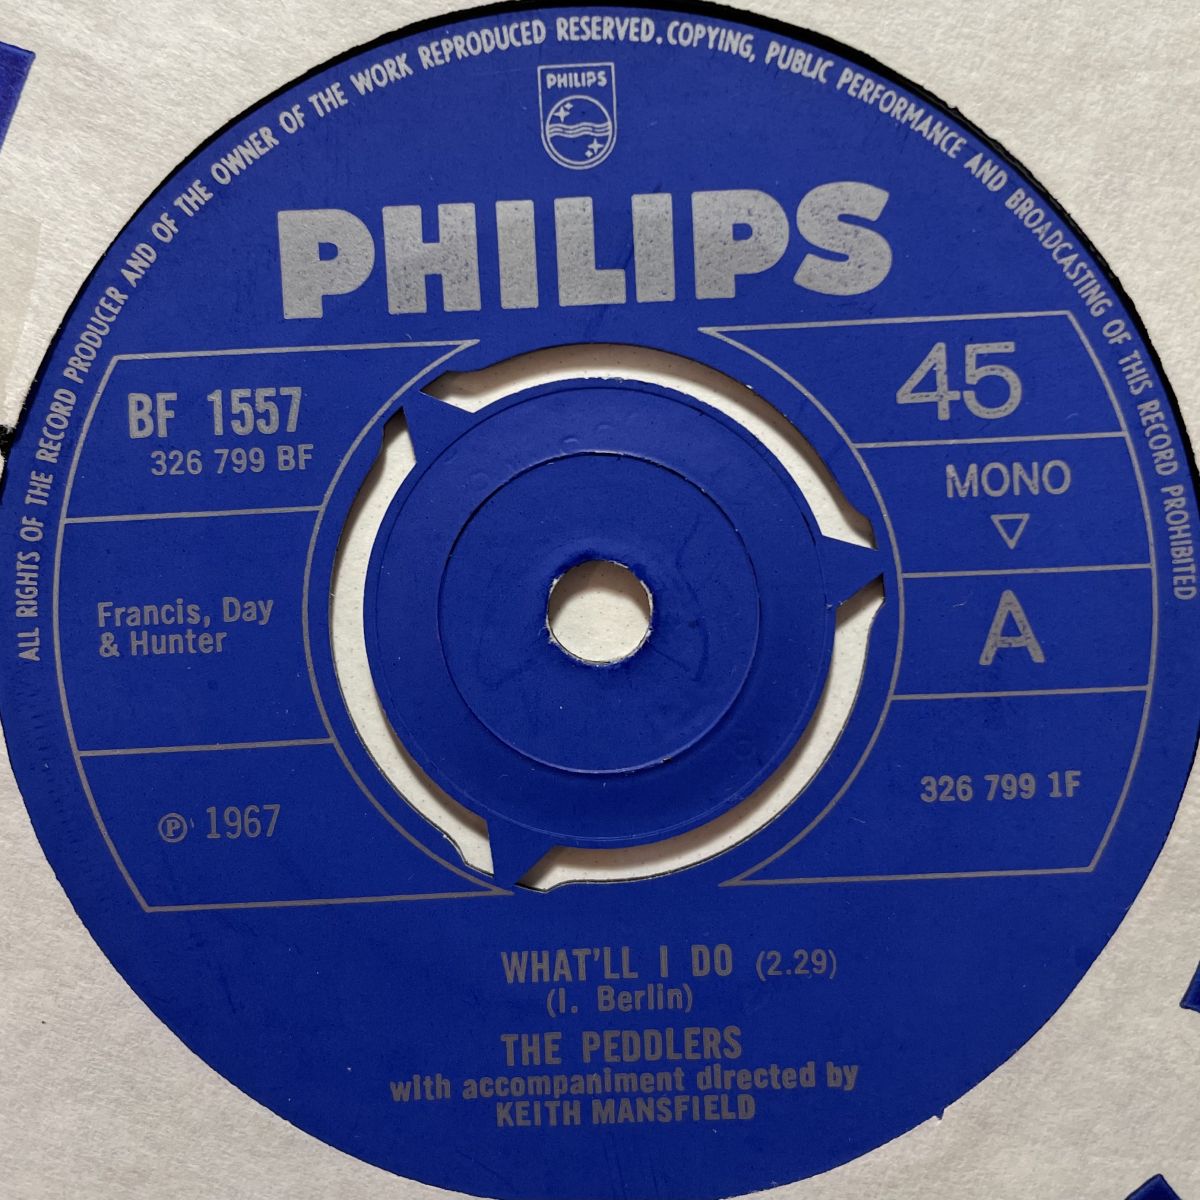 ALL RIGHTS OF THE RECORD PRODUCER AND OF THE OWNER OF THE WORK REPRODUCED RESERVED. COPYING, PUBLIC PERFORMANCE AND BROADCASTING OF THIS RECORD PROHIBITED
PHILIPS
PHILIPS
BF 1557
326 799 BF
Francis, Day
& Hunter
℗ 1967
45
MONO
▽
A
326 799 1F
WHAT'LL I DO (2.29)
(I. Berlin)
THE PEDDLERS
with accompaniment directed by
KEITH MANSFIELD